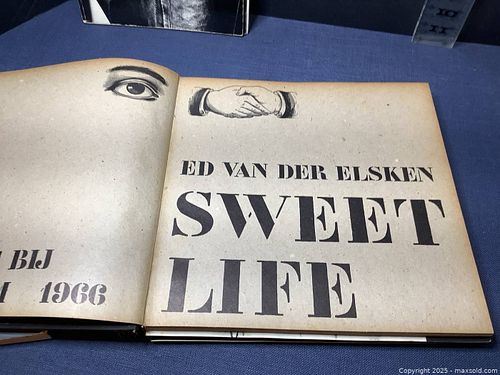 BIJ
1966
ED VAN DER ELSKEN
SWEET
LIFE
Copyright 2025 - maxsold.com